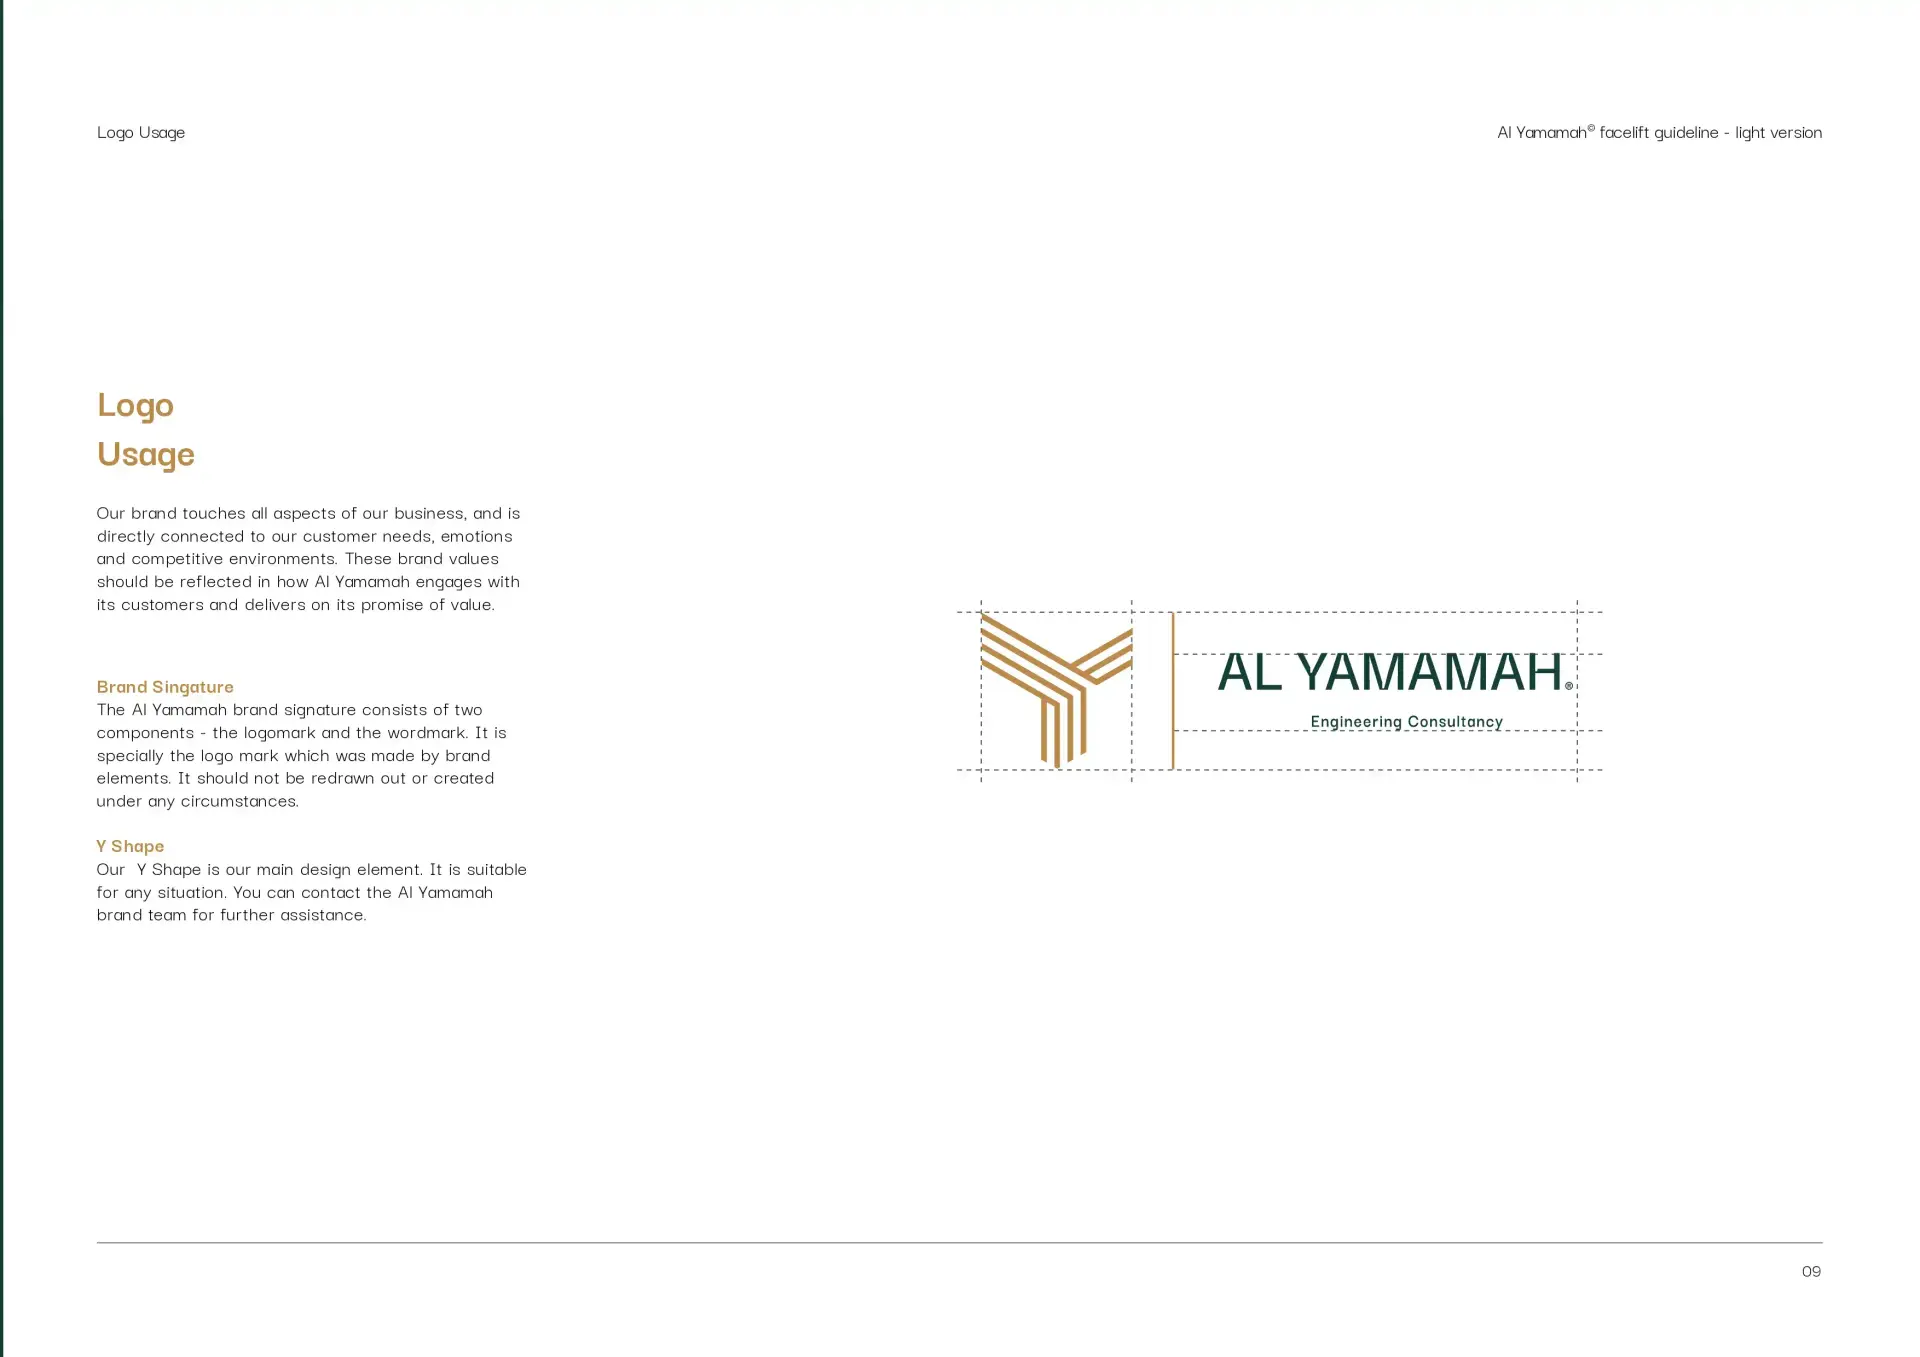 Logo Usage
Al Yamamah© facelift guideline - light version
Logo
Usage
Our brand touches all aspects of our business, and is
directly connected to our customer needs, emotions
and competitive environments. These brand values
should be reflected in how Al Yamamah engages with
its customers and delivers on its promise of value.
Brand Singature
The Al Yamamah brand signature consists of two
components - the logomark and the wordmark. It is
specially the logo mark which was made by brand
elements. It should not be redrawn out or created
under any circumstances.
Y Shape
Our  Y Shape is our main design element. It is suitable
for any situation. You can contact the Al Yamamah
brand team for further assistance.
AL YAMAMAH®
Engineering Consultancy
09